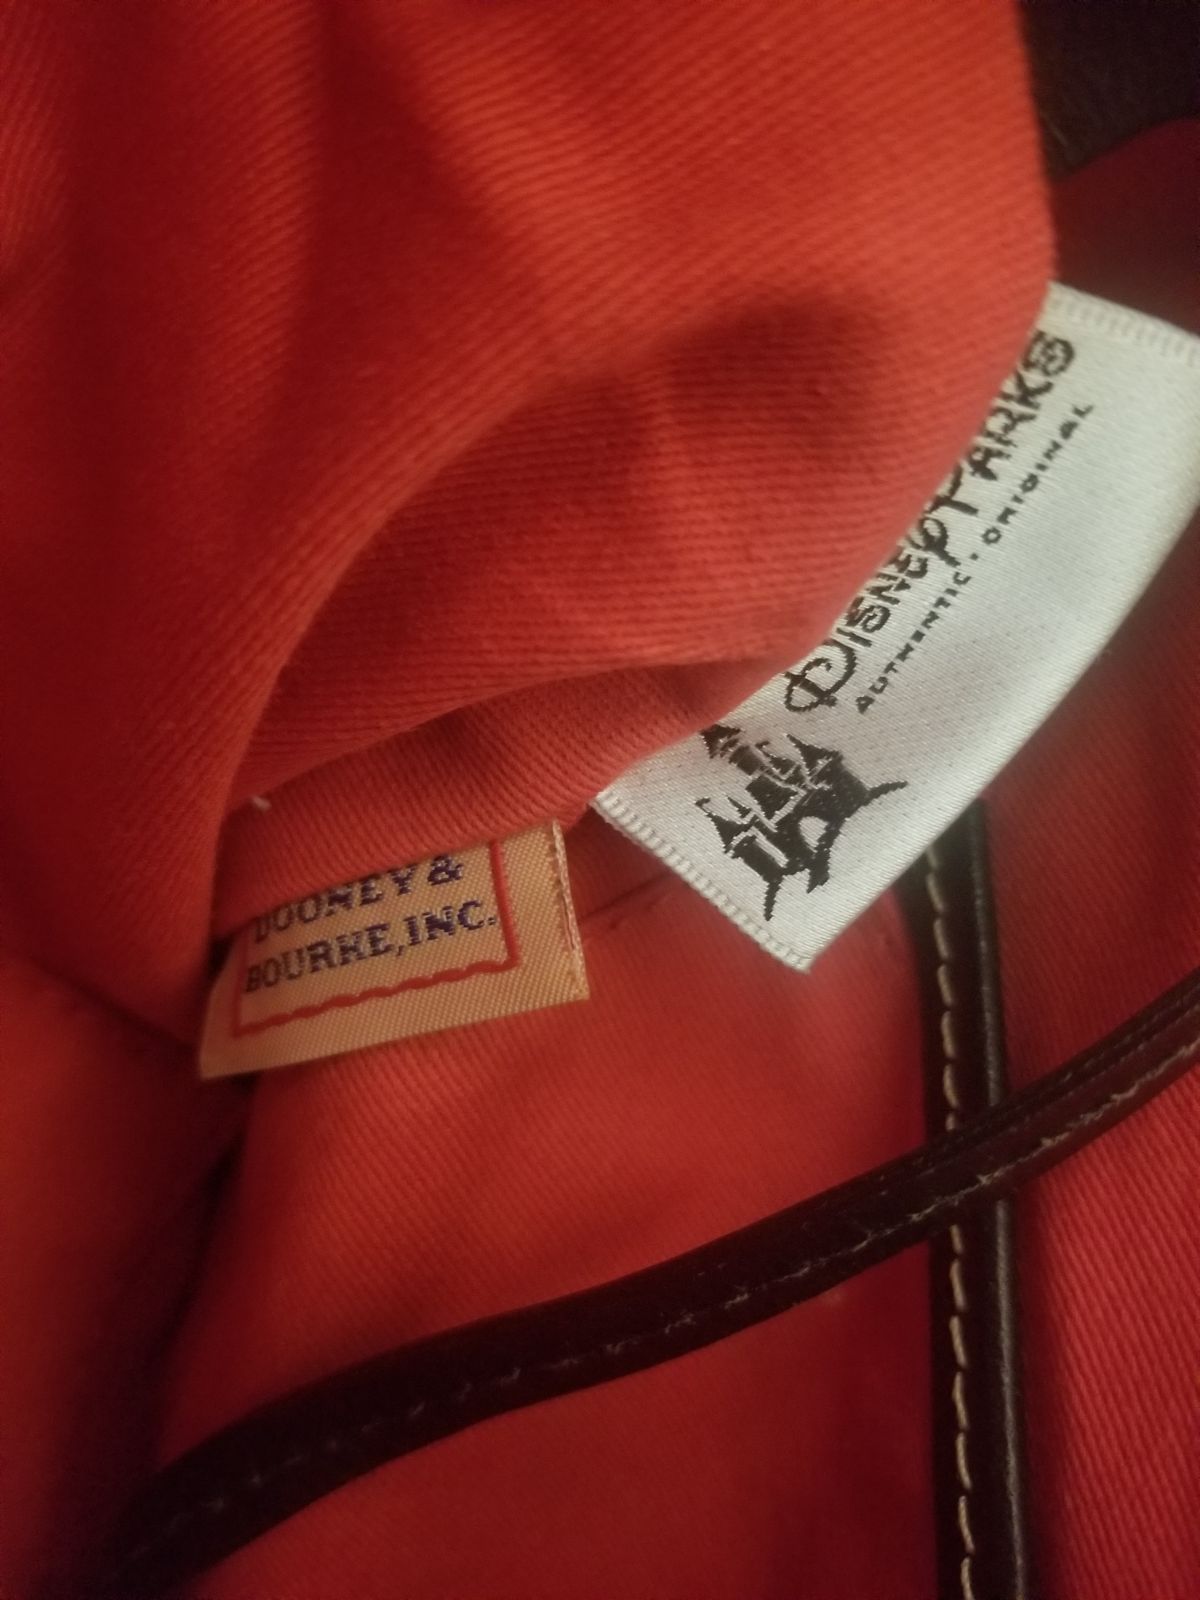 DISNEY PARKS
AUTHENTIC · ORIGINAL
DOONEY &
BOURKE, INC.